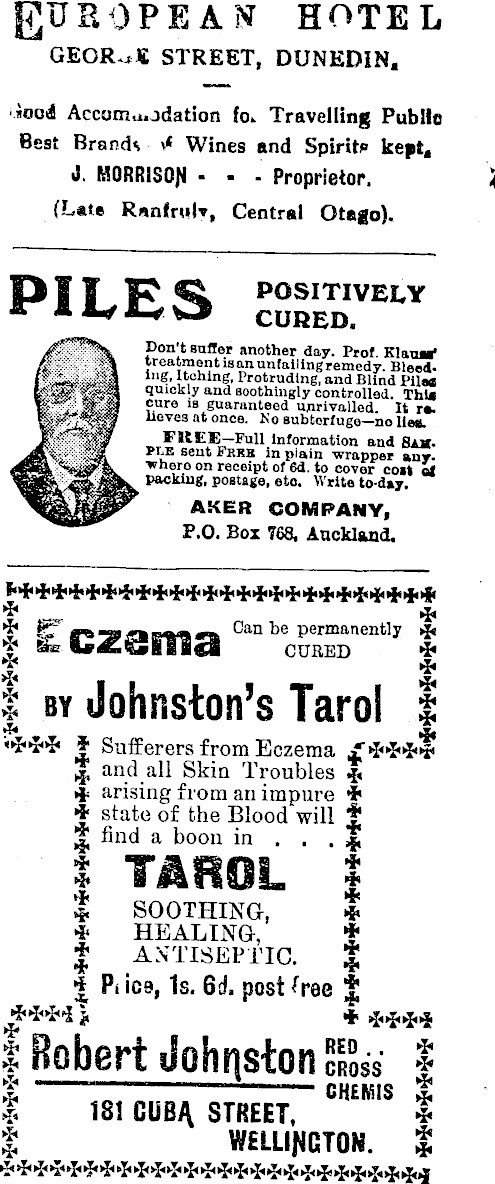 EUROPEAN HOTEL
GEORGE STREET, DUNEDIN.
Good Accommodation for Travelling Public
Best Brands of Wines and Spirits kept.
J. MORRISON - - - Proprietor.
(Late Ranfruly, Central Otago).
PILES
POSITIVELY
CURED.
Don't suffer another day. Prof. Klauss'
treatment is an unfailing remedy. Bleed-
ing, Itching, Protruding, and Blind Piles
quickly and soothingly controlled. This
cure is guaranteed unrivalled. It re-
lieves at once. No subterfuge—no lies.
FREE—Full information and SAM-
PLE sent FREE in plain wrapper any-
where on receipt of 6d. to cover cost of
packing, postage, etc. Write to-day.
AKER COMPANY,
P.O. Box 768, Auckland.
Eczema
Can be permanently
CURED
BY Johnston's Tarol
Sufferers from Eczema
and all Skin Troubles
arising from an impure
state of the Blood will
find a boon in . . .
TAROL
SOOTHING,
HEALING,
ANTISEPTIC.
Price, 1s. 6d. post free
Robert Johnston
RED . .
CROSS
CHEMIS
181 CUBA STREET,
WELLINGTON.